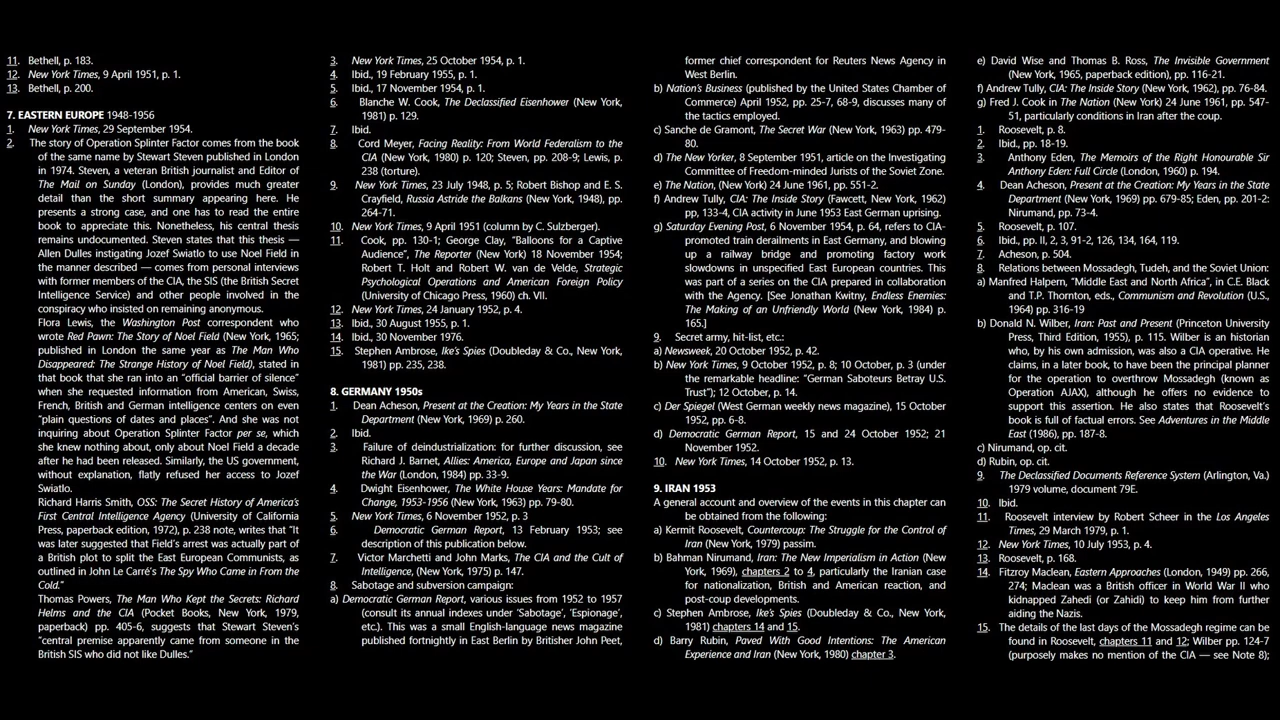 11. Bethell, p. 183.
12. New York Times, 9 April 1951, p. 1.
13. Bethell, p. 200.
7. EASTERN EUROPE 1948-1956
1. New York Times, 29 September 1954.
2. The story of Operation Splinter Factor comes from the book
of the same name by Stewart Steven published in London
in 1974. Steven, a veteran British journalist and Editor of
The Mail on Sunday (London), provides much greater
detail than the short summary appearing here. He
presents a strong case, and one has to read the entire
book to appreciate this. Nonetheless, his central thesis
remains undocumented. Steven states that this thesis —
Allen Dulles instigating Jozef Swiatlo to use Noel Field in
the manner described — comes from personal interviews
with former members of the CIA, the SIS (the British Secret
Intelligence Service) and other people involved in the
conspiracy who insisted on remaining anonymous.
Flora Lewis, the Washington Post correspondent who
wrote Red Pawn: The Story of Noel Field (New York, 1965;
published in London the same year as The Man Who
Disappeared: The Strange History of Noel Field), stated in
that book that she ran into an “official barrier of silence”
when she requested information from American, Swiss,
French, British and German intelligence centers on even
“plain questions of dates and places”. And she was not
inquiring about Operation Splinter Factor per se, which
she knew nothing about, only about Noel Field a decade
after he had been released. Similarly, the US government,
without explanation, flatly refused her access to Jozef
Swiatlo.
Richard Harris Smith, OSS: The Secret History of America’s
First Central Intelligence Agency (University of California
Press, paperback edition, 1972), p. 238 note, writes that “It
was later suggested that Field’s arrest was actually part of
a British plot to split the East European Communists, as
outlined in John Le Carré’s The Spy Who Came in From the
Cold.”
Thomas Powers, The Man Who Kept the Secrets: Richard
Helms and the CIA (Pocket Books, New York, 1979,
paperback) pp. 405-6, suggests that Stewart Steven’s
“central premise apparently came from someone in the
British SIS who did not like Dulles.”
3. New York Times, 25 October 1954, p. 1.
4. Ibid., 19 February 1955, p. 1.
5. Ibid., 17 November 1954, p. 1.
6. Blanche W. Cook, The Declassified Eisenhower (New York,
1981) p. 129.
7. Ibid.
8. Cord Meyer, Facing Reality: From World Federalism to the
CIA (New York, 1980) p. 120; Steven, pp. 208-9; Lewis, p.
238 (torture).
9. New York Times, 23 July 1948, p. 5; Robert Bishop and E. S.
Crayfield, Russia Astride the Balkans (New York, 1948), pp.
264-71.
10. New York Times, 9 April 1951 (column by C. Sulzberger).
11. Cook, pp. 130-1; George Clay, “Balloons for a Captive
Audience”, The Reporter (New York) 18 November 1954;
Robert T. Holt and Robert W. van de Velde, Strategic
Psychological Operations and American Foreign Policy
(University of Chicago Press, 1960) ch. VII.
12. New York Times, 24 January 1952, p. 4.
13. Ibid., 30 August 1955, p. 1.
14. Ibid., 30 November 1976.
15. Stephen Ambrose, Ike’s Spies (Doubleday & Co., New York,
1981) pp. 235, 238.
8. GERMANY 1950s
1. Dean Acheson, Present at the Creation: My Years in the State
Department (New York, 1969) p. 260.
2. Ibid.
3. Failure of deindustrialization: for further discussion, see
Richard J. Barnet, Allies: America, Europe and Japan since
the War (London, 1984) pp. 33-9.
4. Dwight Eisenhower, The White House Years: Mandate for
Change, 1953-1956 (New York, 1963) pp. 79-80.
5. New York Times, 6 November 1952, p. 3
6. Democratic German Report, 13 February 1953; see
description of this publication below.
7. Victor Marchetti and John Marks, The CIA and the Cult of
Intelligence, (New York, 1975) p. 147.
8. Sabotage and subversion campaign:
a) Democratic German Report, various issues from 1952 to 1957
(consult its annual indexes under ‘Sabotage’, ‘Espionage’,
etc.). This was a small English-language news magazine
published fortnightly in East Berlin by Britisher John Peet,
former chief correspondent for Reuters News Agency in
West Berlin.
b) Nation’s Business (published by the United States Chamber of
Commerce) April 1952, pp. 25-7, 68-9, discusses many of
the tactics employed.
c) Sanche de Gramont, The Secret War (New York, 1963) pp. 479-
80.
d) The New Yorker, 8 September 1951, article on the Investigating
Committee of Freedom-minded Jurists of the Soviet Zone.
e) The Nation, (New York) 24 June 1961, pp. 551-2.
f) Andrew Tully, CIA: The Inside Story (Fawcett, New York, 1962)
pp, 133-4, CIA activity in June 1953 East German uprising.
g) Saturday Evening Post, 6 November 1954, p. 64, refers to CIA-
promoted train derailments in East Germany, and blowing
up a railway bridge and promoting factory work
slowdowns in unspecified East European countries. This
was part of a series on the CIA prepared in collaboration
with the Agency. [See Jonathan Kwitny, Endless Enemies:
The Making of an Unfriendly World (New York, 1984) p.
165.]
9. Secret army, hit-list, etc.:
a) Newsweek, 20 October 1952, p. 42.
b) New York Times, 9 October 1952, p. 8; 10 October, p. 3 (under
the remarkable headline: “German Saboteurs Betray U.S.
Trust”); 12 October, p. 14.
c) Der Spiegel (West German weekly news magazine), 15 October
1952, pp. 6-8.
d) Democratic German Report, 15 and 24 October 1952; 21
November 1952.
10. New York Times, 14 October 1952, p. 13.
9. IRAN 1953
A general account and overview of the events in this chapter can
be obtained from the following:
a) Kermit Roosevelt, Countercoup: The Struggle for the Control of
Iran (New York, 1979) passim.
b) Bahman Nirumand, Iran: The New Imperialism in Action (New
York, 1969), chapters 2 to 4, particularly the Iranian case
for nationalization, British and American reaction, and
post-coup developments.
c) Stephen Ambrose, Ike’s Spies (Doubleday & Co., New York,
1981) chapters 14 and 15.
d) Barry Rubin, Paved With Good Intentions: The American
Experience and Iran (New York, 1980) chapter 3.
e) David Wise and Thomas B. Ross, The Invisible Government
(New York, 1965, paperback edition), pp. 116-21.
f) Andrew Tully, CIA: The Inside Story (New York, 1962), pp. 76-84.
g) Fred J. Cook in The Nation (New York) 24 June 1961, pp. 547-
51, particularly conditions in Iran after the coup.
1. Roosevelt, p. 8.
2. Ibid., pp. 18-19.
3. Anthony Eden, The Memoirs of the Right Honourable Sir
Anthony Eden: Full Circle (London, 1960) p. 194.
4. Dean Acheson, Present at the Creation: My Years in the State
Department (New York, 1969) pp. 679-85; Eden, pp. 201-2:
Nirumand, pp. 73-4.
5. Roosevelt, p. 107.
6. Ibid., pp. II, 2, 3, 91-2, 126, 134, 164, 119.
7. Acheson, p. 504.
8. Relations between Mossadegh, Tudeh, and the Soviet Union:
a) Manfred Halpern, “Middle East and North Africa”, in C.E. Black
and T.P. Thornton, eds., Communism and Revolution (U.S.,
1964) pp. 316-19
b) Donald N. Wilber, Iran: Past and Present (Princeton University
Press, Third Edition, 1955), p. 115. Wilber is an historian
who, by his own admission, was also a CIA operative. He
claims, in a later book, to have been the principal planner
for the operation to overthrow Mossadegh (known as
Operation AJAX), although he offers no evidence to
support this assertion. He also states that Roosevelt’s
book is full of factual errors. See Adventures in the Middle
East (1986), pp. 187-8.
c) Nirumand, op. cit.
d) Rubin, op. cit.
9. The Declassified Documents Reference System (Arlington, Va.)
1979 volume, document 79E.
10. Ibid.
11. Roosevelt interview by Robert Scheer in the Los Angeles
Times, 29 March 1979, p. 1.
12. New York Times, 10 July 1953, p. 4.
13. Roosevelt, p. 168.
14. Fitzroy Maclean, Eastern Approaches (London, 1949) pp. 266,
274; Maclean was a British officer in World War II who
kidnapped Zahedi (or Zahidi) to keep him from further
aiding the Nazis.
15. The details of the last days of the Mossadegh regime can be
found in Roosevelt, chapters 11 and 12; Wilber pp. 124-7
(purposely makes no mention of the CIA — see Note 8);